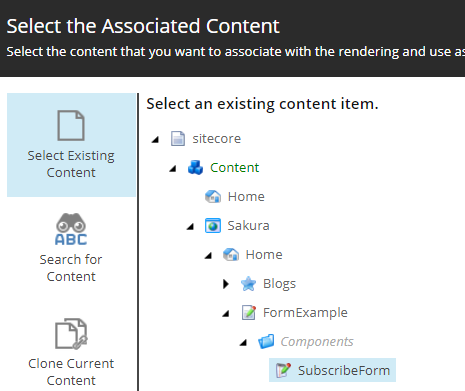 Select the Associated Content
Select the content that you want to associate with the rendering and use as
Select an existing content item.
Select Existing
Content
ABC
Search for
Content
Clone Current
Content
sitecore
Content
Home
Sakura
Home
Blogs
FormExample
Components
SubscribeForm